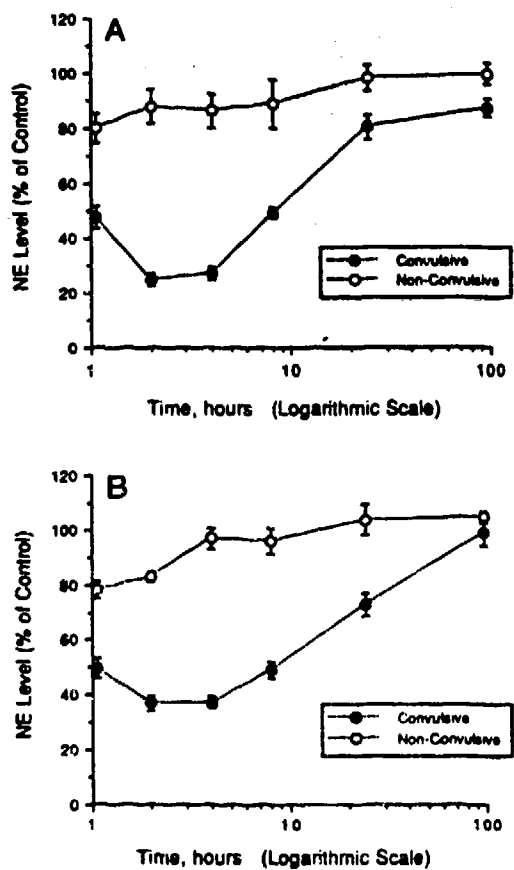 A
120
100
80
60
40
20
0
NE Level (% of Control)
Convulsive
Non-Convulsive
1
10
100
Time, hours (Logarithmic Scale)
B
120
100
80
60
40
20
0
NE Level (% of Control)
Convulsive
Non-Convulsive
1
10
100
Time, hours (Logarithmic Scale)